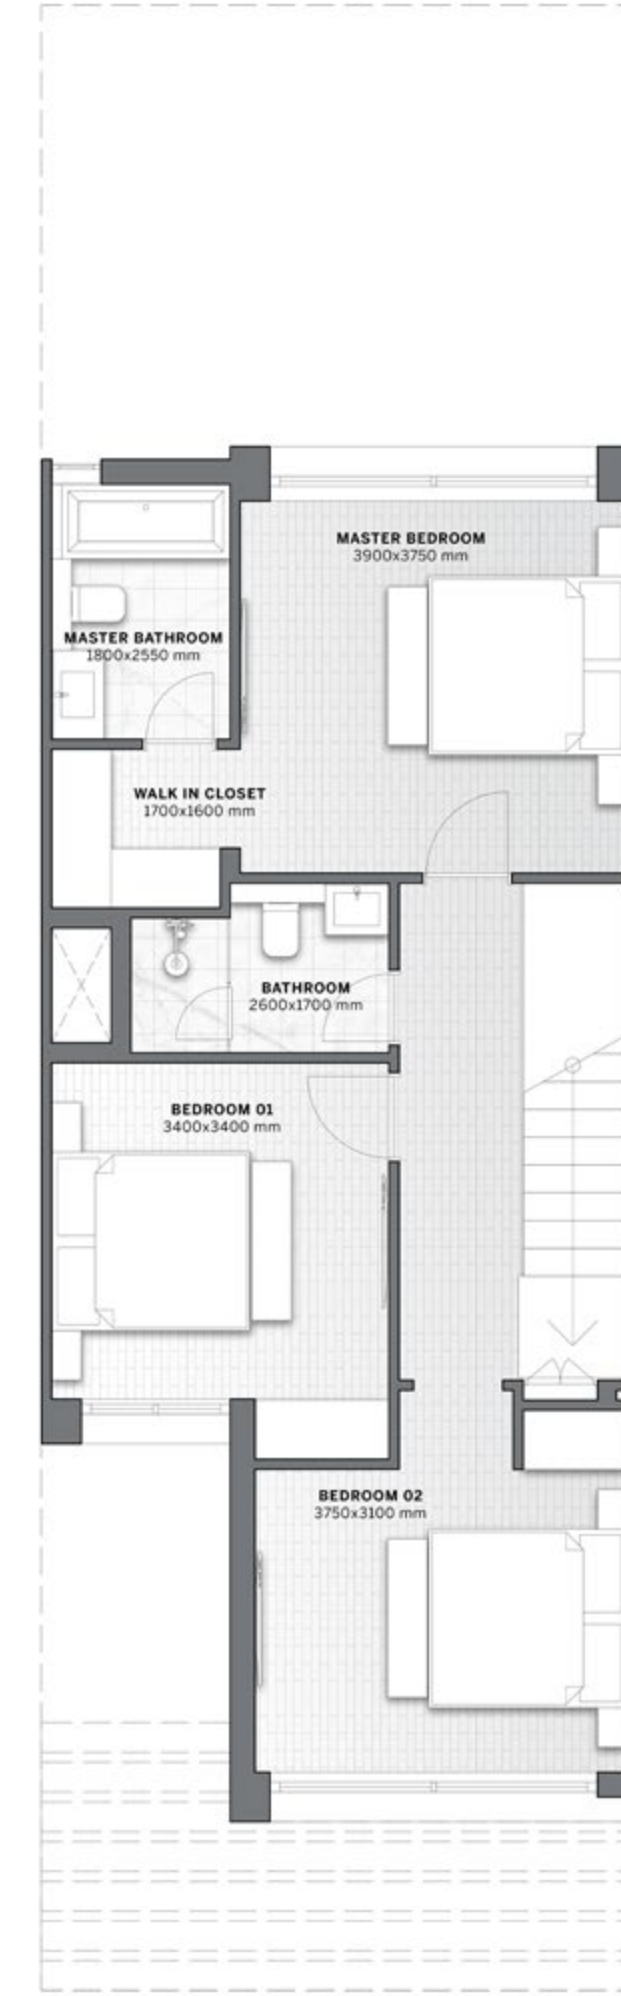 MASTER BEDROOM
3900x3750 mm
MASTER BATHROOM
1800x2550 mm
WALK IN CLOSET
1700x1600 mm
BATHROOM
2600x1700 mm
BEDROOM 01
3400x3400 mm
BEDROOM 02
3750x3100 mm